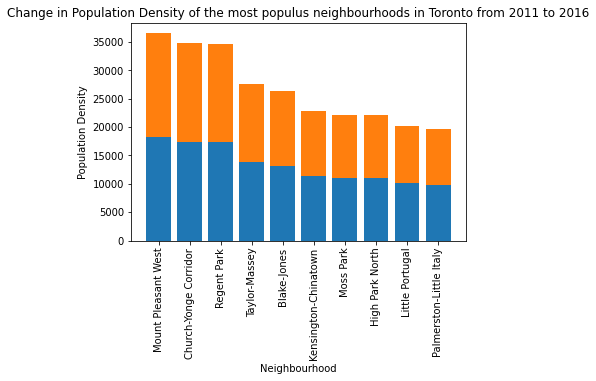 Change in Population Density of the most populus neighbourhoods in Toronto from 2011 to 2016
Population Density
35000
30000
25000
20000
15000
10000
5000
0
Mount Pleasant West
Church-Yonge Corridor
Regent Park
Taylor-Massey
Blake-Jones
Kensington-Chinatown
Moss Park
High Park North
Little Portugal
Palmerston-Little Italy
Neighbourhood